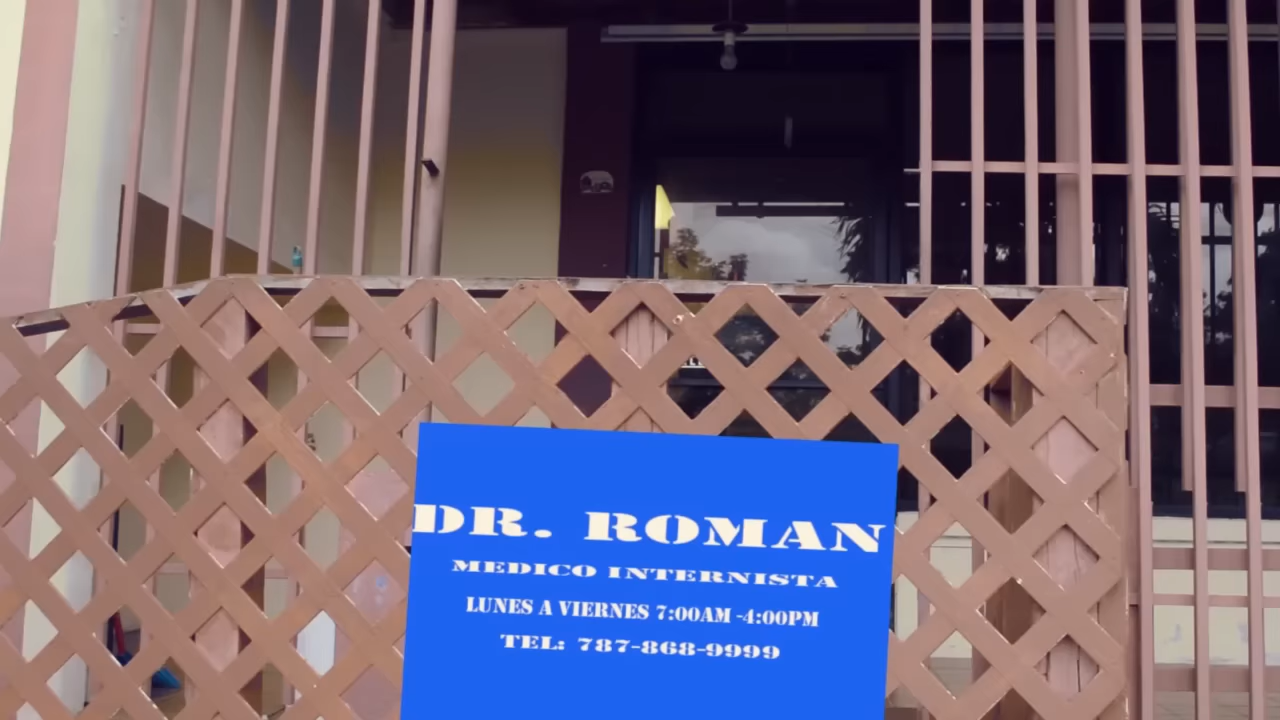 DR. ROMAN
MEDICO INTERNISTA
LUNES A VIERNES 7:00AM -4:00PM
TEL: 787-868-9999